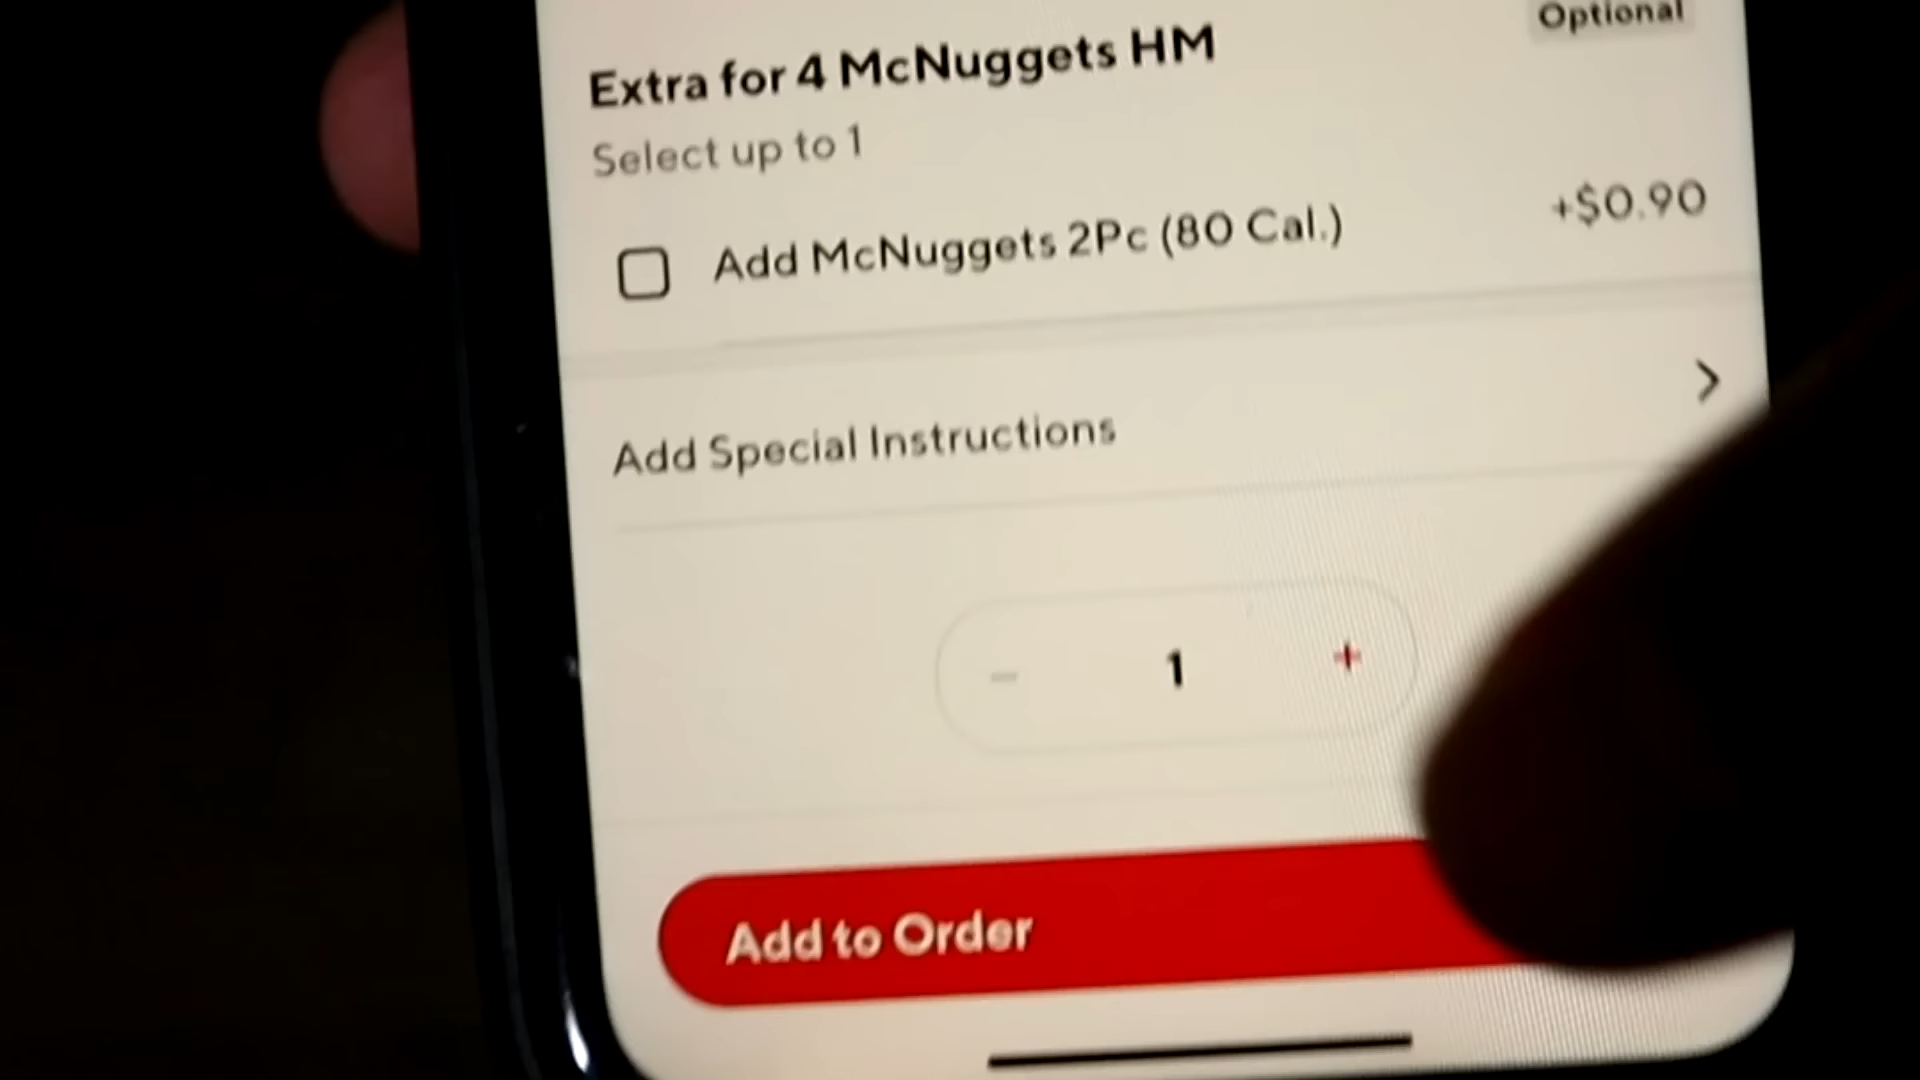 Optional
Extra for 4 McNuggets HM
Select up to 1
Add McNuggets 2Pc (80 Cal.) +$0.90
Add Special Instructions
1
Add to Order